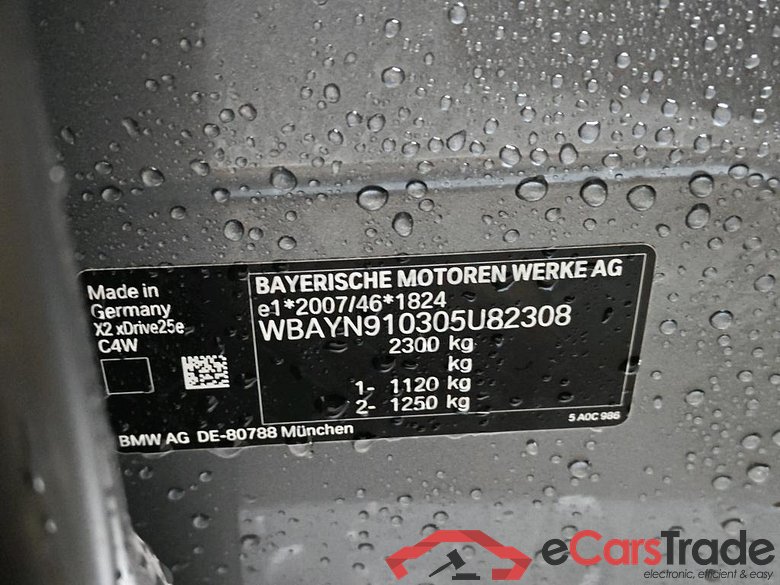 BAYERISCHE MOTOREN WERKE AG
e1*2007/46*1824
WBAYN910305U82308
2300 kg
kg
1- 1120 kg
2- 1250 kg
Made in
Germany
X2 xDrive25e
C4W
5 A0C 986
BMW AG DE-80788 München
eCarsTrade
electronic, efficient & easy